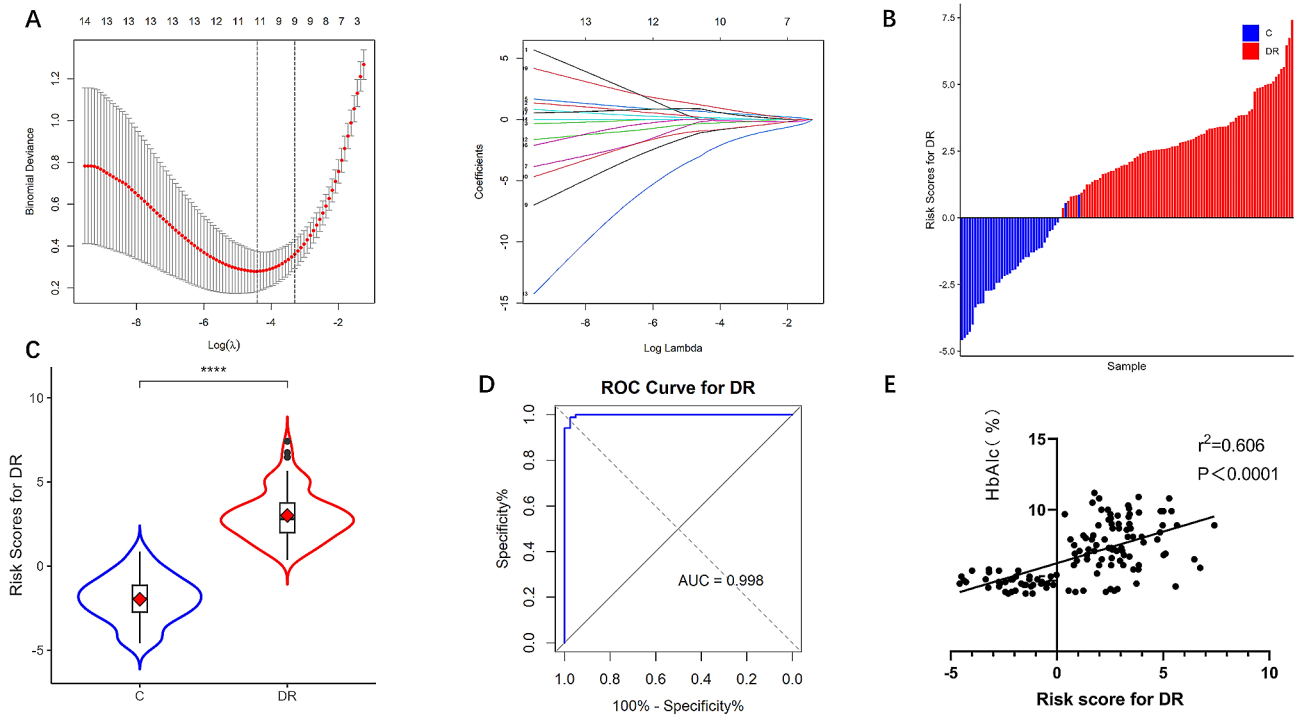 A
14 13 13 13 13 13 12 11 11 9 9 8 7 3
Binomial Deviance
1.2
1.0
0.8
0.6
0.4
0.2
-8 -6 -4 -2
Log(λ)
13 12 10 7
Coefficients
5
0
-5
-10
-15
-8 -6 -4 -2
Log Lambda
B
C
DR
Risk Scores for DR
7.5
5.0
2.5
0.0
-2.5
-5.0
Sample
C
Risk Scores for DR
10
5
0
-5
****
C DR
D
ROC Curve for DR
Specificity%
1.0
0.8
0.6
0.4
0.2
0.0
AUC = 0.998
1.0 0.8 0.6 0.4 0.2 0.0
100% - Specificity%
E
HbAlc(%)
15
10
r²=0.606
P<0.0001
-5 0 5 10
Risk score for DR